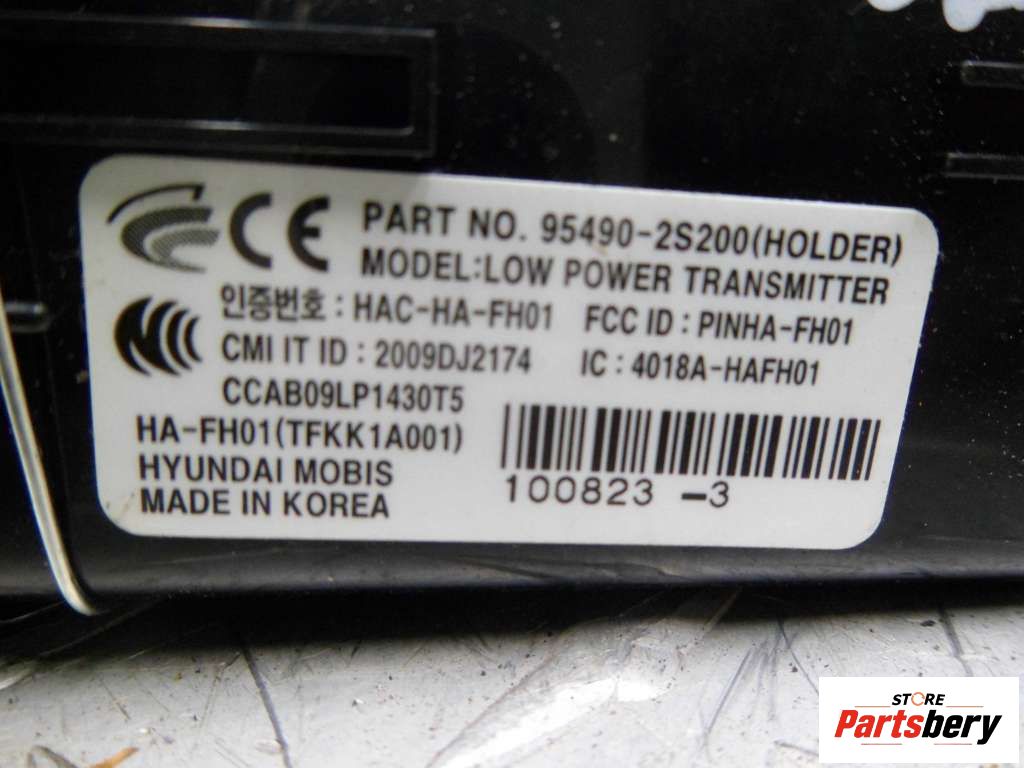 CE PART NO. 95490-2S200(HOLDER)
MODEL:LOW POWER TRANSMITTER
인증번호 : HAC-HA-FH01 FCC ID : PINHA-FH01
CMI IT ID : 2009DJ2174 IC : 4018A-HAFH01
CCAB09LP1430T5
HA-FH01(TFKK1A001)
HYUNDAI MOBIS
MADE IN KOREA
100823 -3
STORE
Partsbery